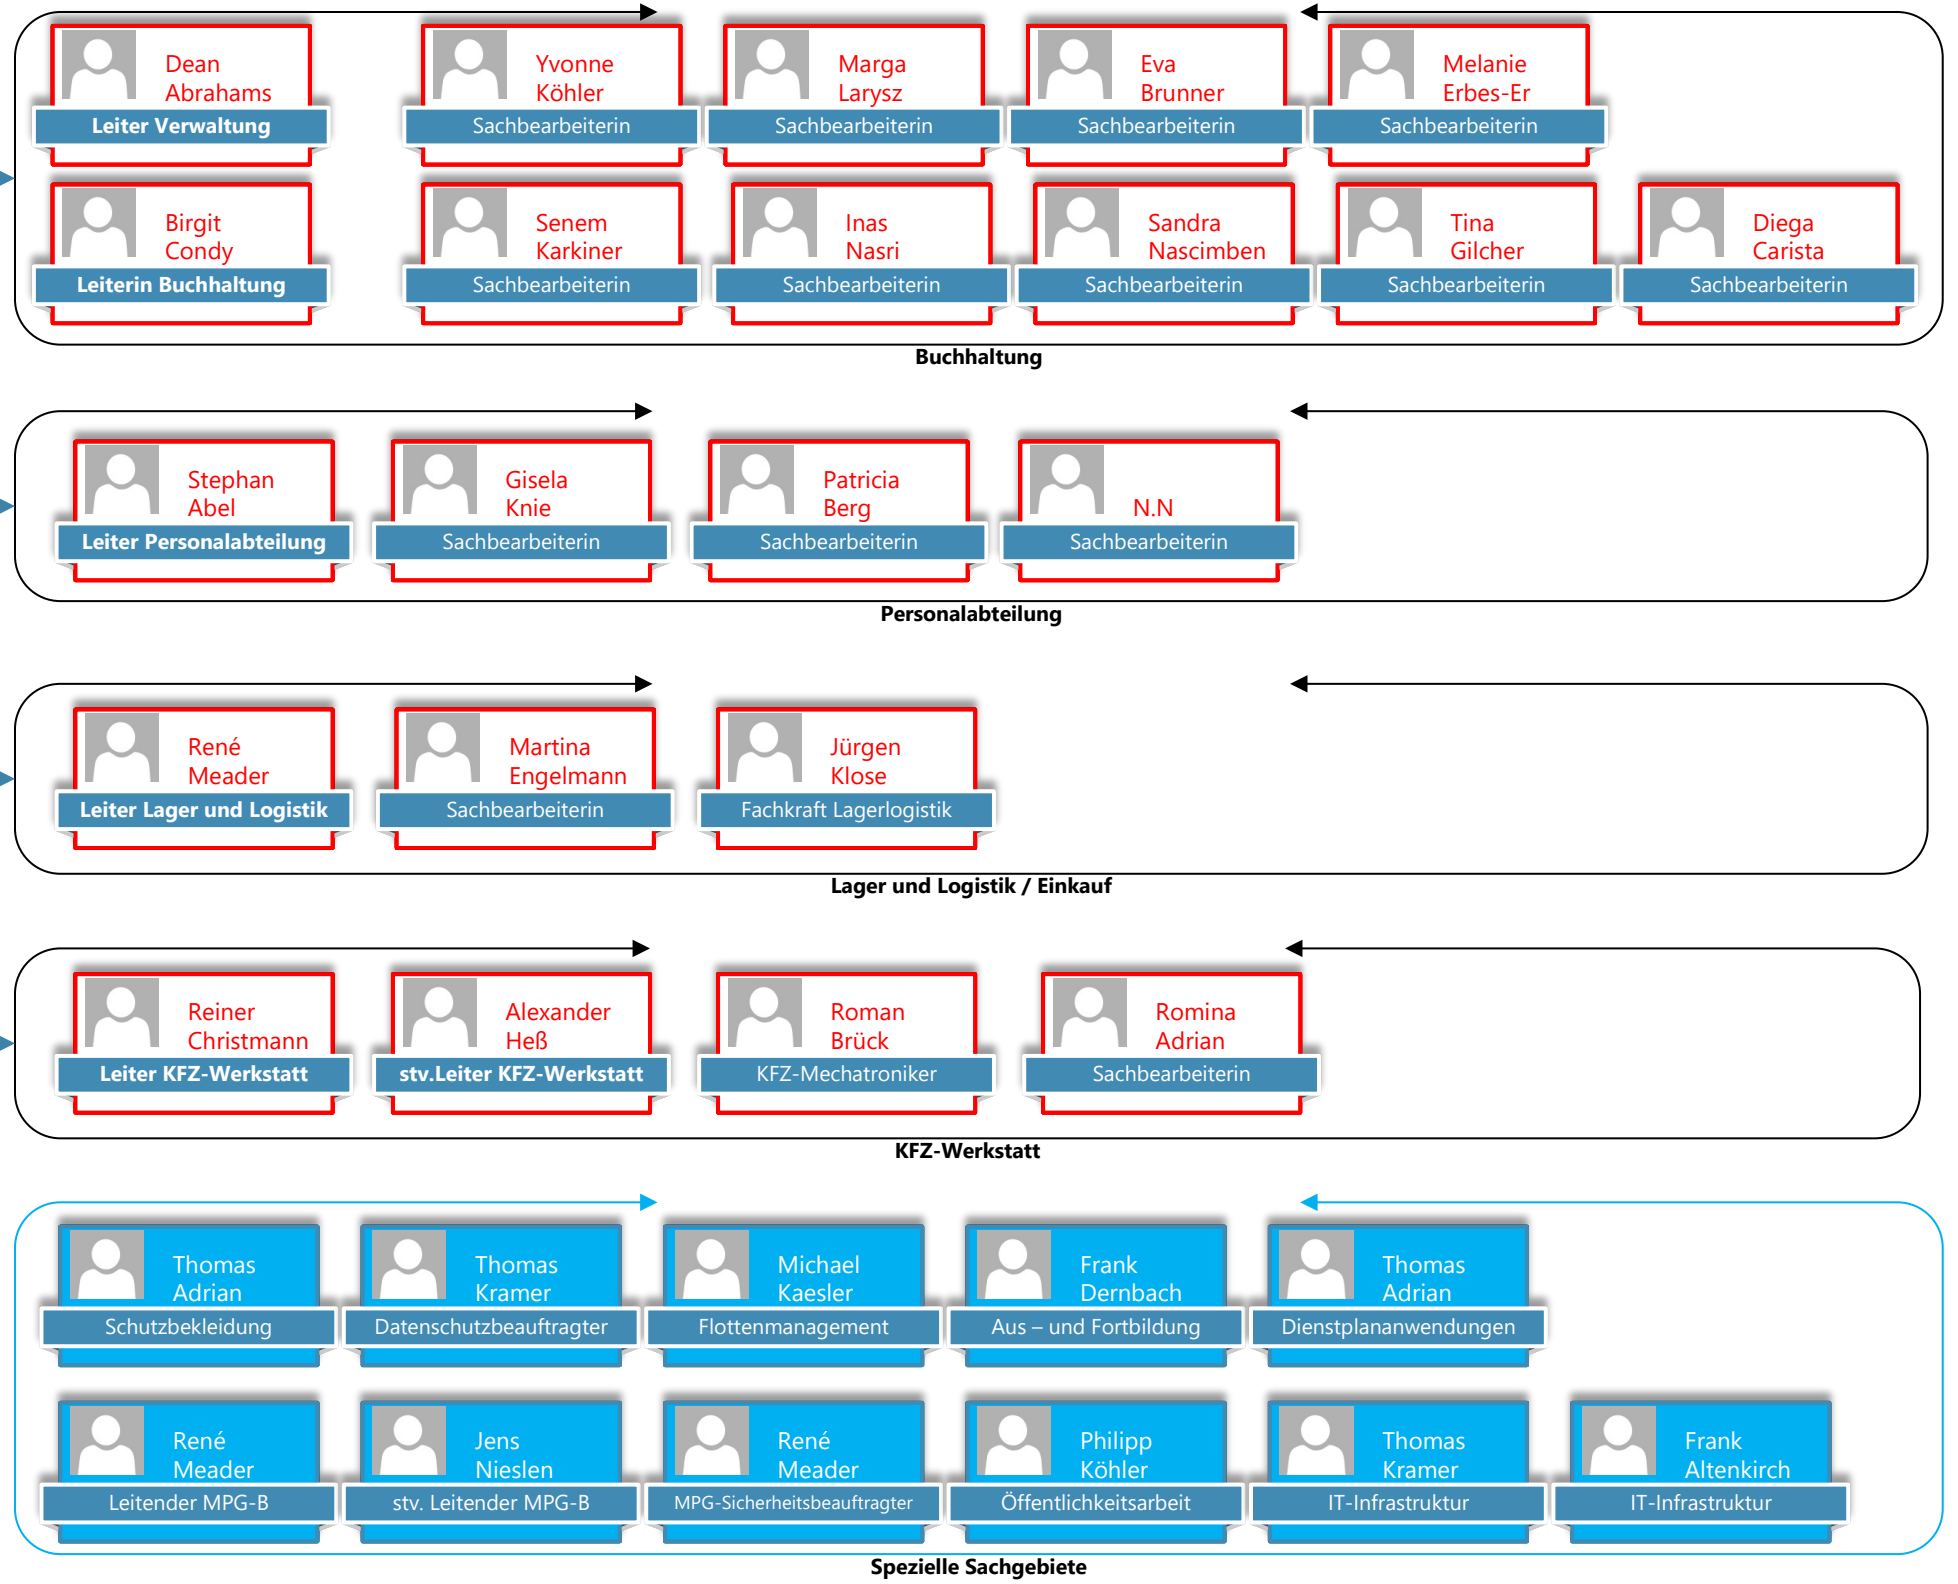 Dean
Abrahams
Leiter Verwaltung
Yvonne
Köhler
Sachbearbeiterin
Marga
Larysz
Sachbearbeiterin
Eva
Brunner
Sachbearbeiterin
Melanie
Erbes-Er
Sachbearbeiterin
Birgit
Condy
Leiterin Buchhaltung
Senem
Karkiner
Sachbearbeiterin
Inas
Nasri
Sachbearbeiterin
Sandra
Nascimben
Sachbearbeiterin
Tina
Gilcher
Sachbearbeiterin
Diega
Carista
Sachbearbeiterin
Buchhaltung
Stephan
Abel
Leiter Personalabteilung
Gisela
Knie
Sachbearbeiterin
Patricia
Berg
Sachbearbeiterin
N.N
Sachbearbeiterin
Personalabteilung
René
Meader
Leiter Lager und Logistik
Martina
Engelmann
Sachbearbeiterin
Jürgen
Klose
Fachkraft Lagerlogistik
Lager und Logistik / Einkauf
Reiner
Christmann
Leiter KFZ-Werkstatt
Alexander
Heß
stv.Leiter KFZ-Werkstatt
Roman
Brück
KFZ-Mechatroniker
Romina
Adrian
Sachbearbeiterin
KFZ-Werkstatt
Thomas
Adrian
Schutzbekleidung
Thomas
Kramer
Datenschutzbeauftragter
Michael
Kaesler
Flottenmanagement
Frank
Dernbach
Aus – und Fortbildung
Thomas
Adrian
Dienstplananwendungen
René
Meader
Leitender MPG-B
Jens
Nieslen
stv. Leitender MPG-B
René
Meader
MPG-Sicherheitsbeauftragter
Philipp
Köhler
Öffentlichkeitsarbeit
Thomas
Kramer
IT-Infrastruktur
Frank
Altenkirch
IT-Infrastruktur
Spezielle Sachgebiete